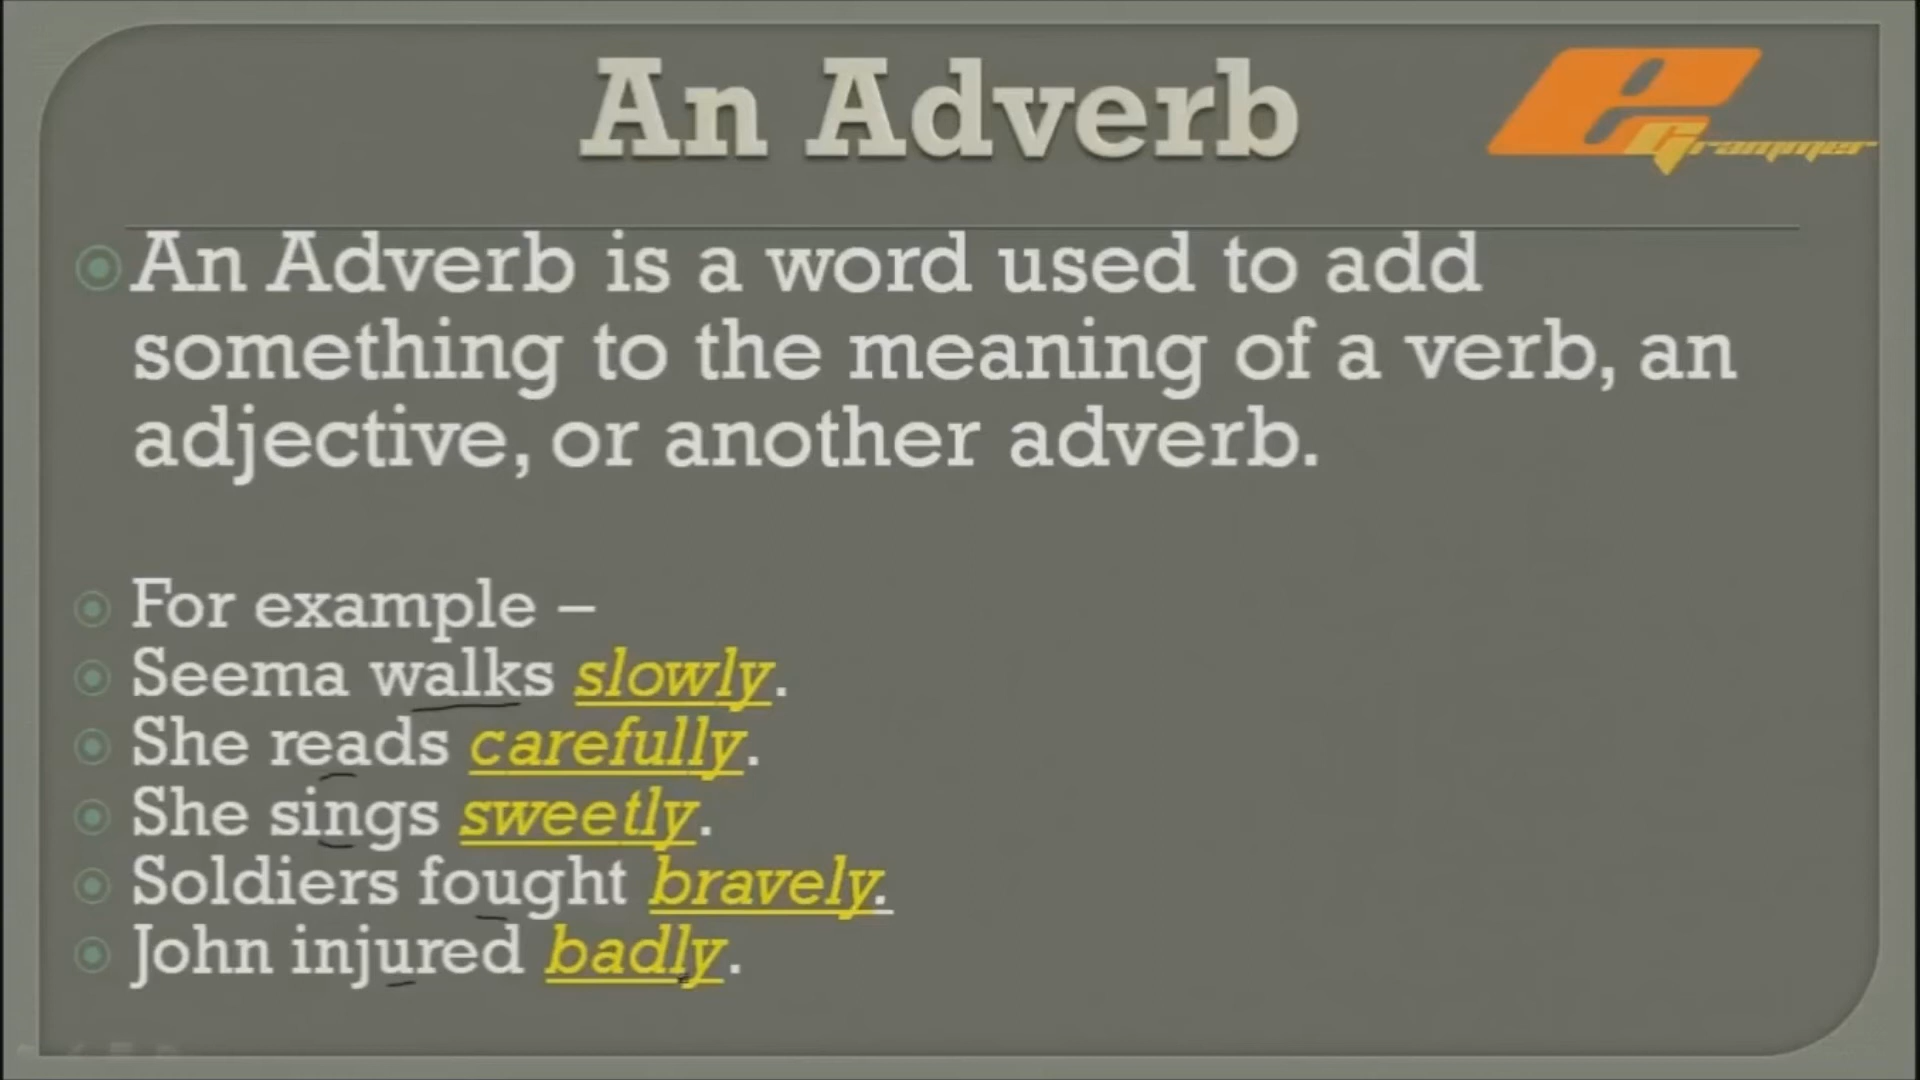 An Adverb
e Grammer
An Adverb is a word used to add
something to the meaning of a verb, an
adjective, or another adverb.
For example –
Seema walks slowly.
She reads carefully.
She sings sweetly.
Soldiers fought bravely.
John injured badly.